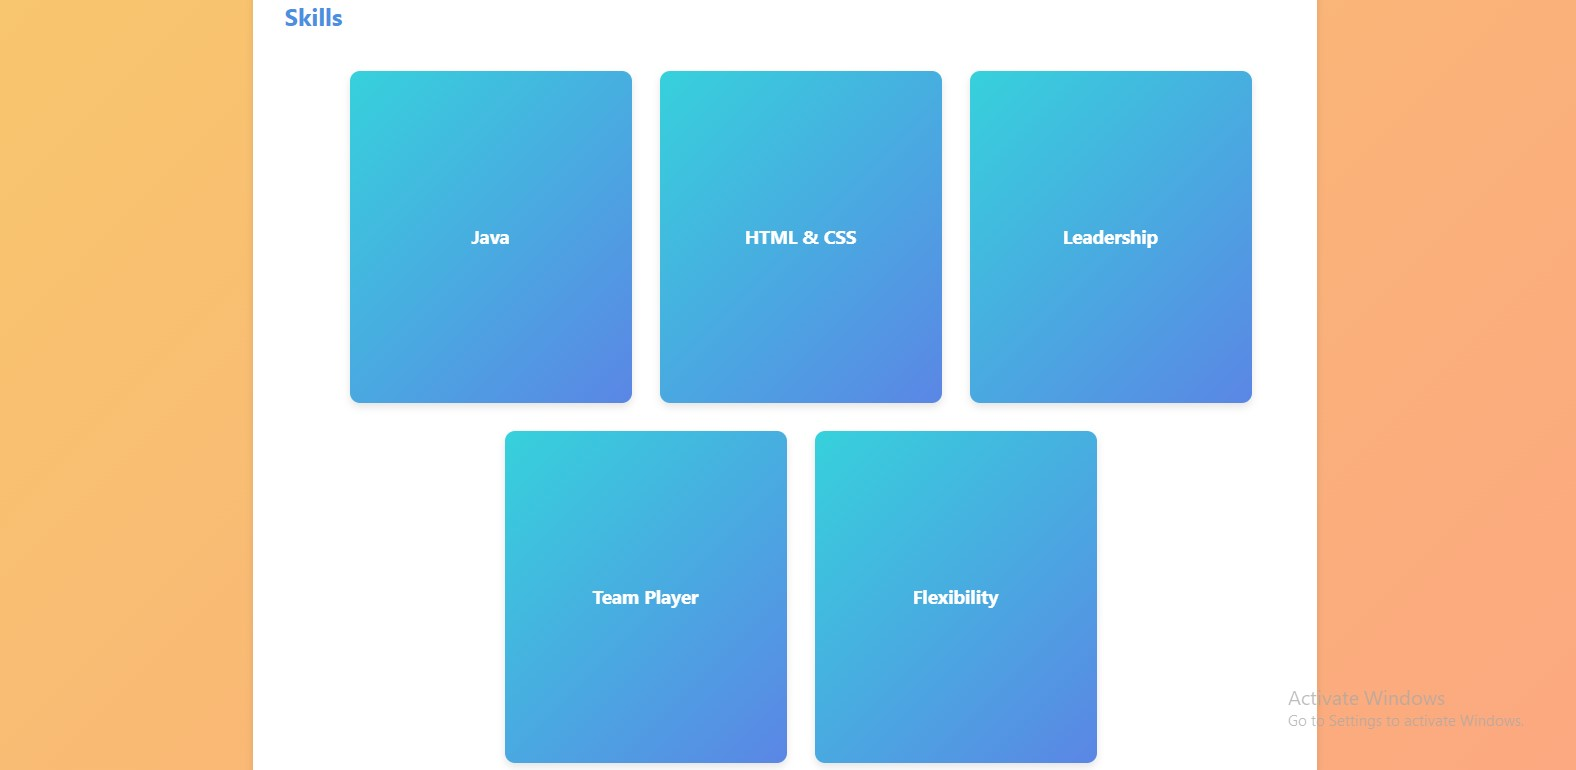 Skills
Java
HTML & CSS
Leadership
Team Player
Flexibility
Activate Windows
Go to Settings to activate Windows.